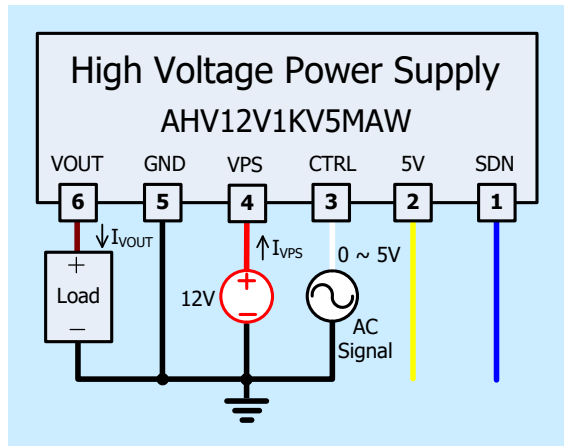 High Voltage Power Supply
AHV12V1KV5MAW
VOUT GND VPS CTRL 5V SDN
6 5 4 3 2 1
IVOUT IVPS 0 ~ 5V
+ +
Load 12V
− −
AC
Signal